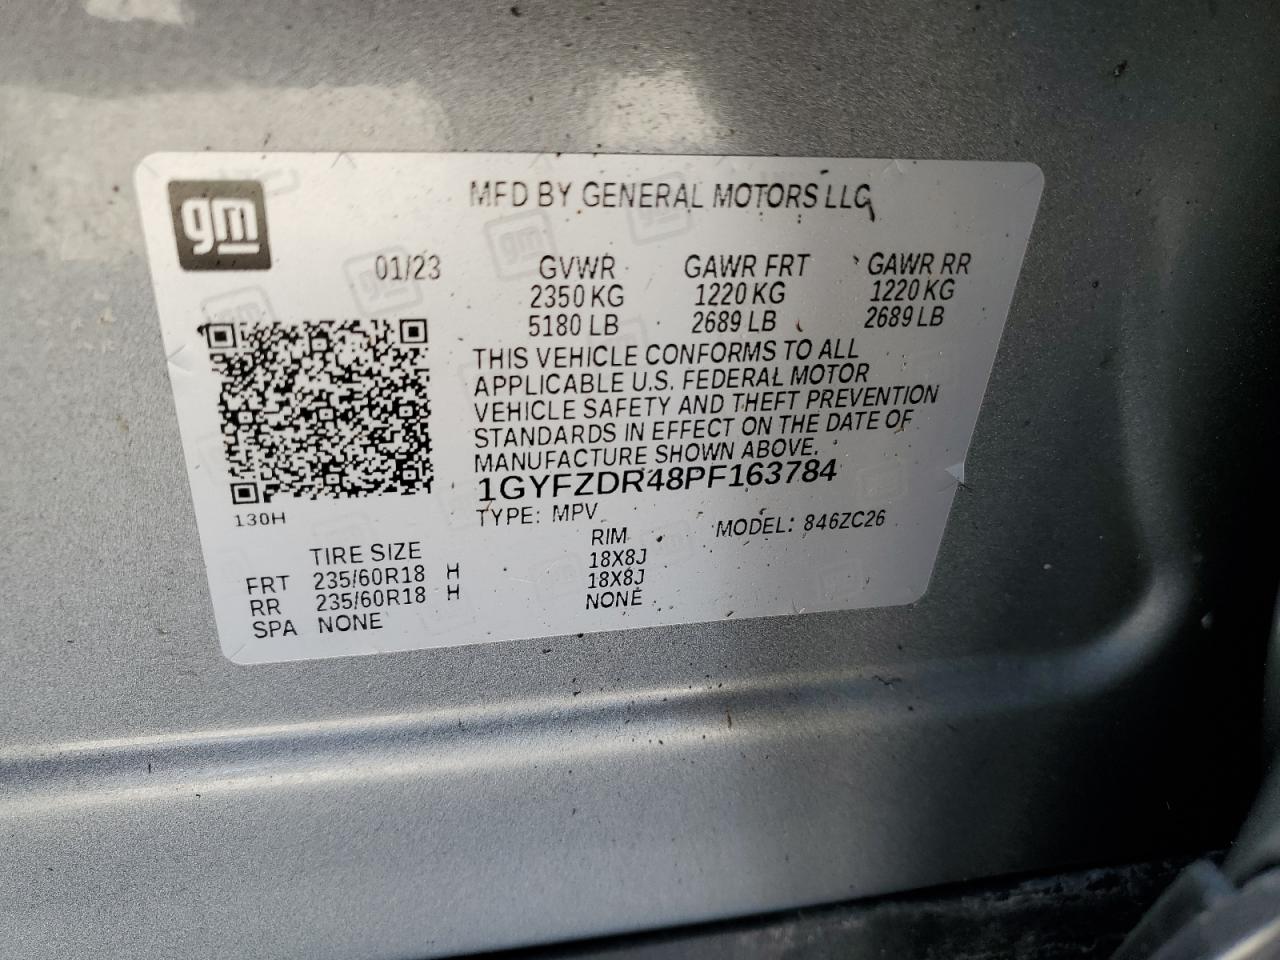 gm
MFD BY GENERAL MOTORS LLC
01/23 GVWR GAWR FRT GAWR RR
2350 KG 1220 KG 1220 KG
5180 LB 2689 LB 2689 LB
THIS VEHICLE CONFORMS TO ALL
APPLICABLE U.S. FEDERAL MOTOR
VEHICLE SAFETY AND THEFT PREVENTION
STANDARDS IN EFFECT ON THE DATE OF
MANUFACTURE SHOWN ABOVE.
1GYFZDR48PF163784
130H
TYPE: MPV MODEL: 846ZC26
TIRE SIZE RIM
FRT 235/60R18 H 18X8J
RR 235/60R18 H 18X8J
SPA NONE NONE